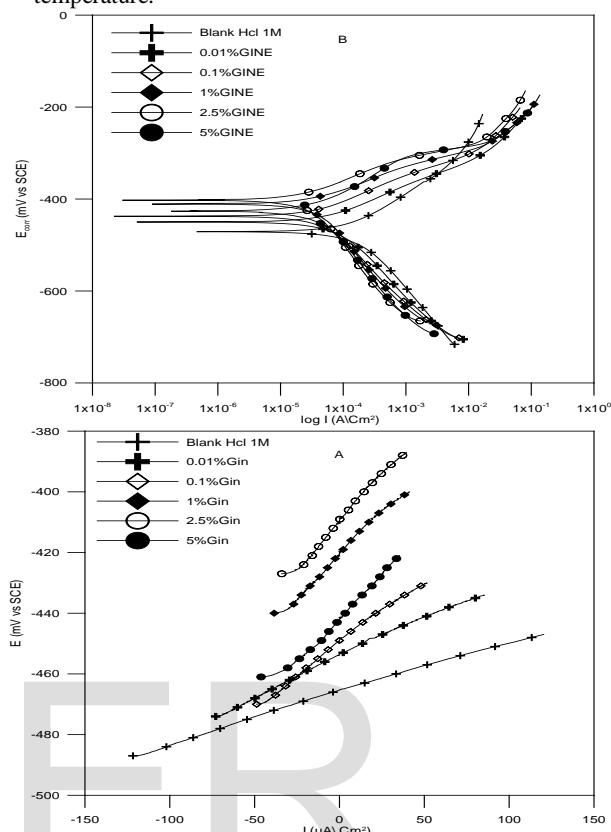 temperature.
0
-200
-400
-600
-800
E corr (mV vs SCE)
B
Blank Hcl 1M
0.01%GINE
0.1%GINE
1%GINE
2.5%GINE
5%GINE
1x10⁻⁸ 1x10⁻⁷ 1x10⁻⁶ 1x10⁻⁵ 1x10⁻⁴ 1x10⁻³ 1x10⁻² 1x10⁻¹ 1x10⁰
log I (A\Cm²)
-380
-400
-420
-440
-460
-480
-500
E (mV vs SCE)
A
Blank Hcl 1M
0.01%Gin
0.1%Gin
1%Gin
2.5%Gin
5%Gin
-150 -100 -50 0 50 100 150
I (µA\ Cm²)
ER